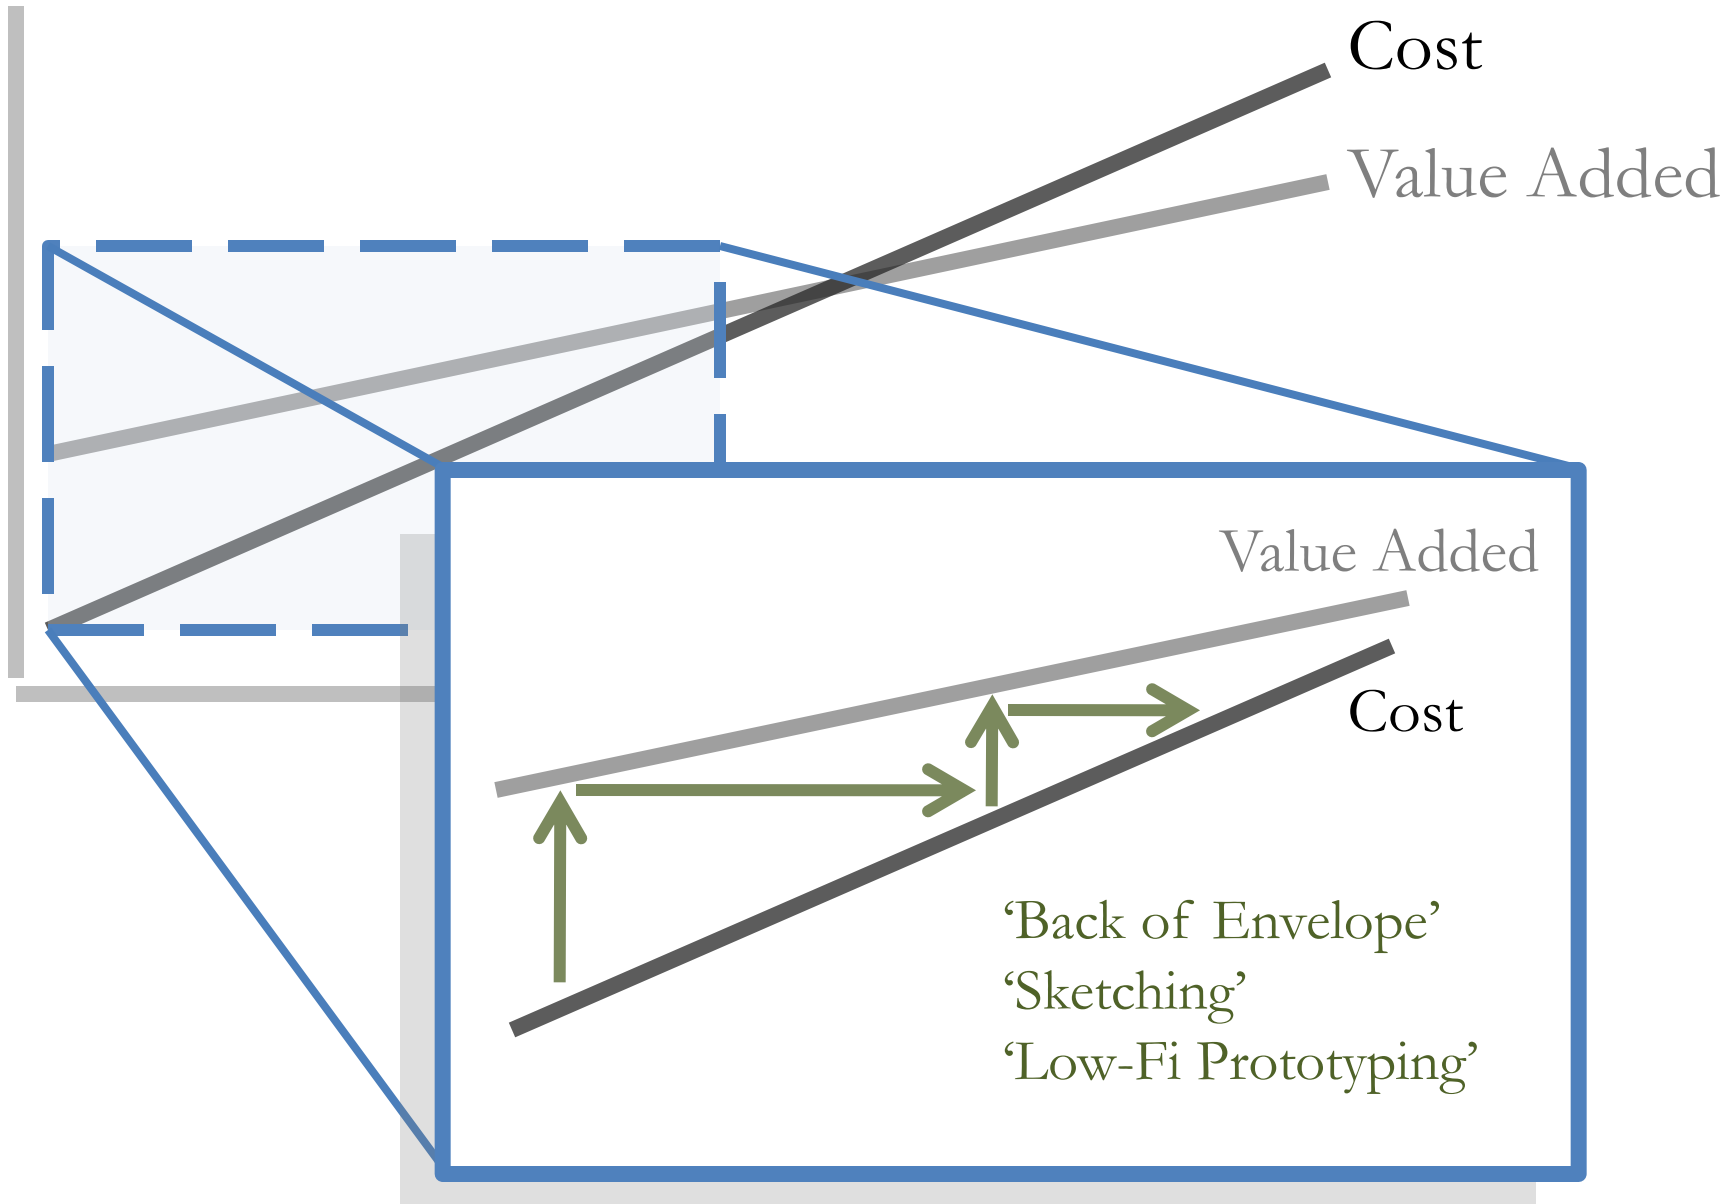 Cost
Value Added
Value Added
Cost
‘Back of Envelope’
‘Sketching’
‘Low-Fi Prototyping’